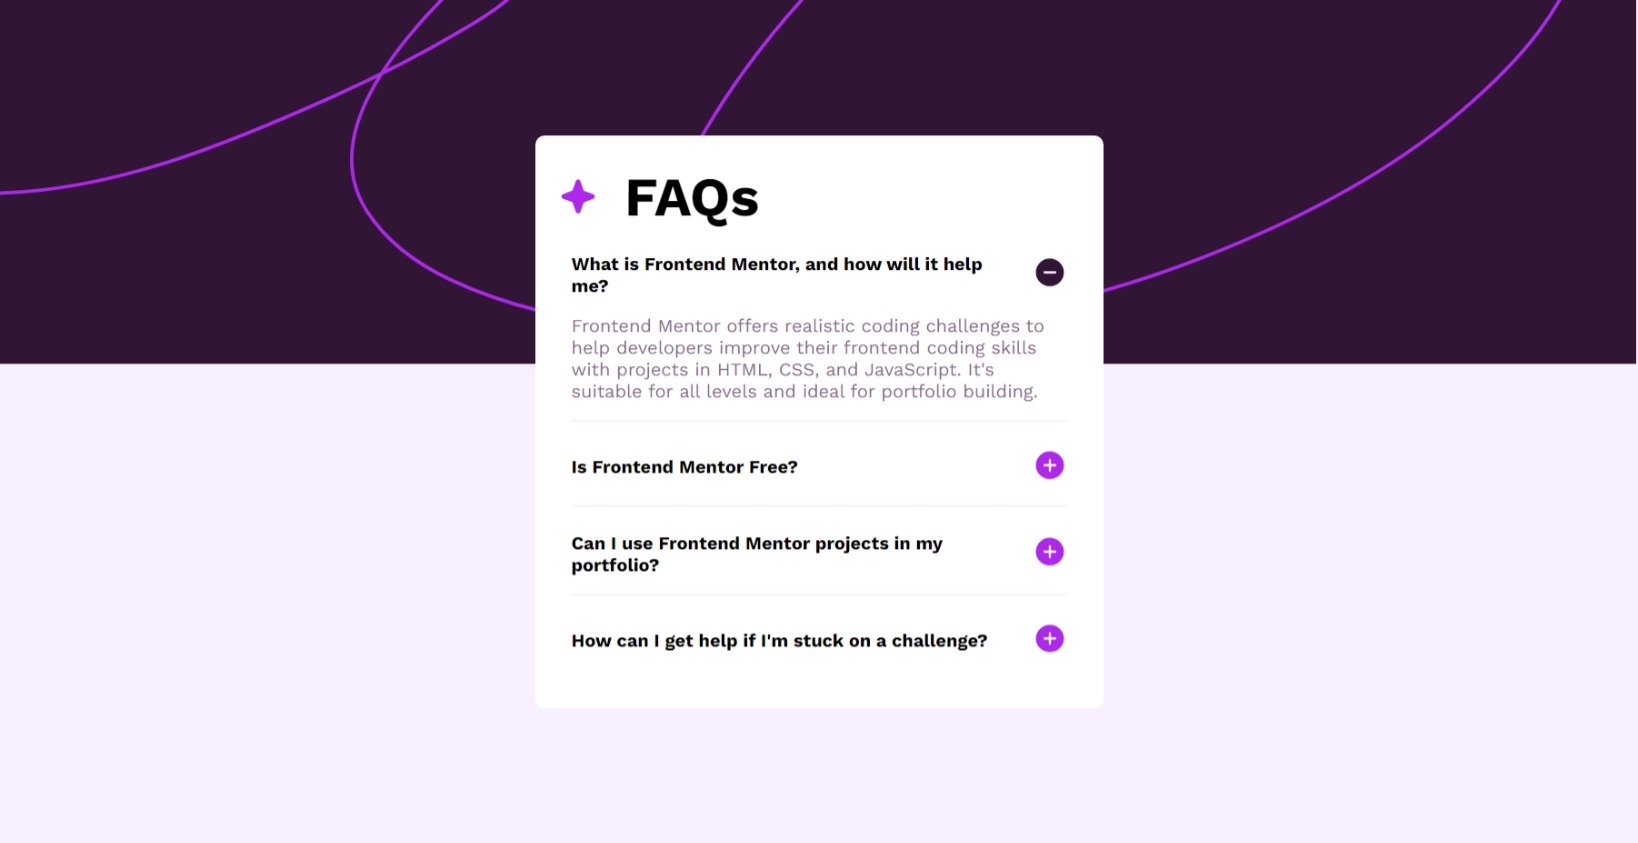 FAQs
What is Frontend Mentor, and how will it help
me?
Frontend Mentor offers realistic coding challenges to
help developers improve their frontend coding skills
with projects in HTML, CSS, and JavaScript. It's
suitable for all levels and ideal for portfolio building.
Is Frontend Mentor Free?
Can I use Frontend Mentor projects in my
portfolio?
How can I get help if I'm stuck on a challenge?